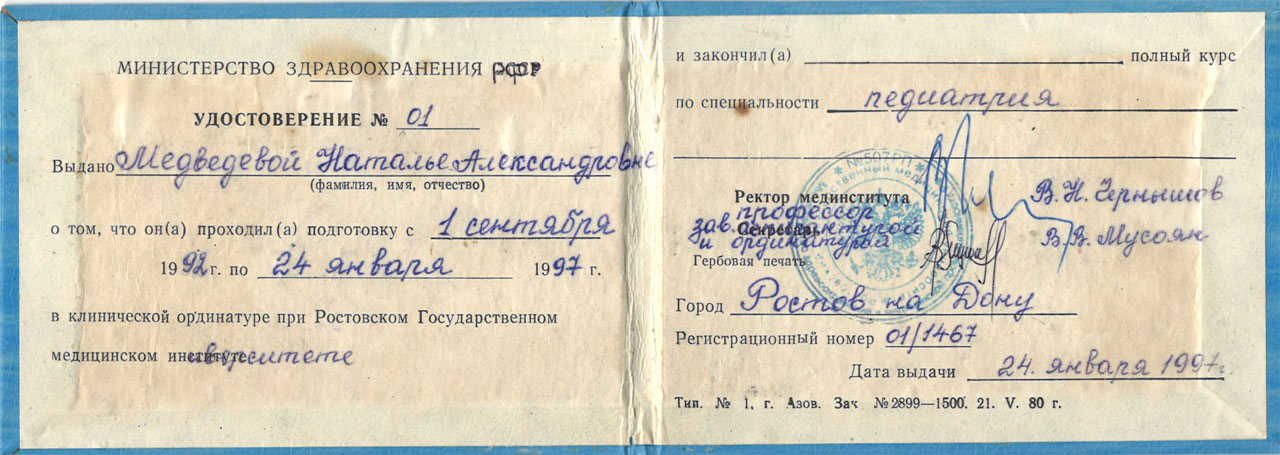 МИНИСТЕРСТВО ЗДРАВООХРАНЕНИЯ РФ
УДОСТОВЕРЕНИЕ № 01
Выдано Медведевой Наталье Александровне
(фамилия, имя, отчество)
о том, что он(а) проходил(а) подготовку с 1 сентября
1992 г. по 24 января 1997 г.
в клинической ординатуре при Ростовском Государственном
медицинском университете
и закончил(а) полный курс
по специальности педиатрия
№ 507РП
Ректор мединститута В. Н. Чернышов
профессор
Секретарь
зав. аспирантурой
и ординатурой В. В. Мусоян
Гербовая печать
Город Ростов на Дону
Регистрационный номер 01/1467
Дата выдачи 24. января 1997 г.
Тип. № 1, г. Азов. Зак №2899—1500. 21. V. 80 г.